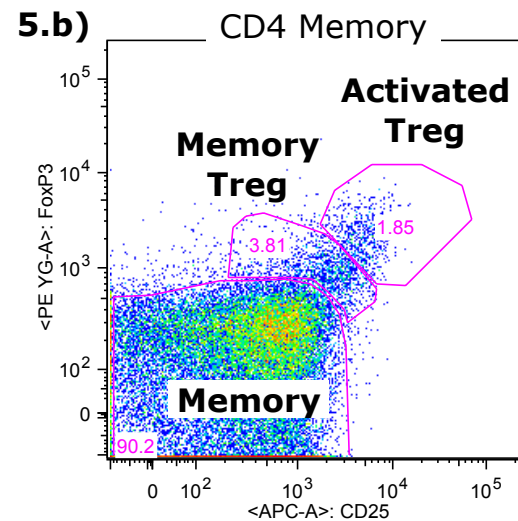 5.b)
CD4 Memory
Activated
Treg
Memory
Treg
3.81
1.85
Memory
90.2
<PE YG-A>: FoxP3
10⁵
10⁴
10³
10²
0
0 10² 10³ 10⁴ 10⁵
<APC-A>: CD25